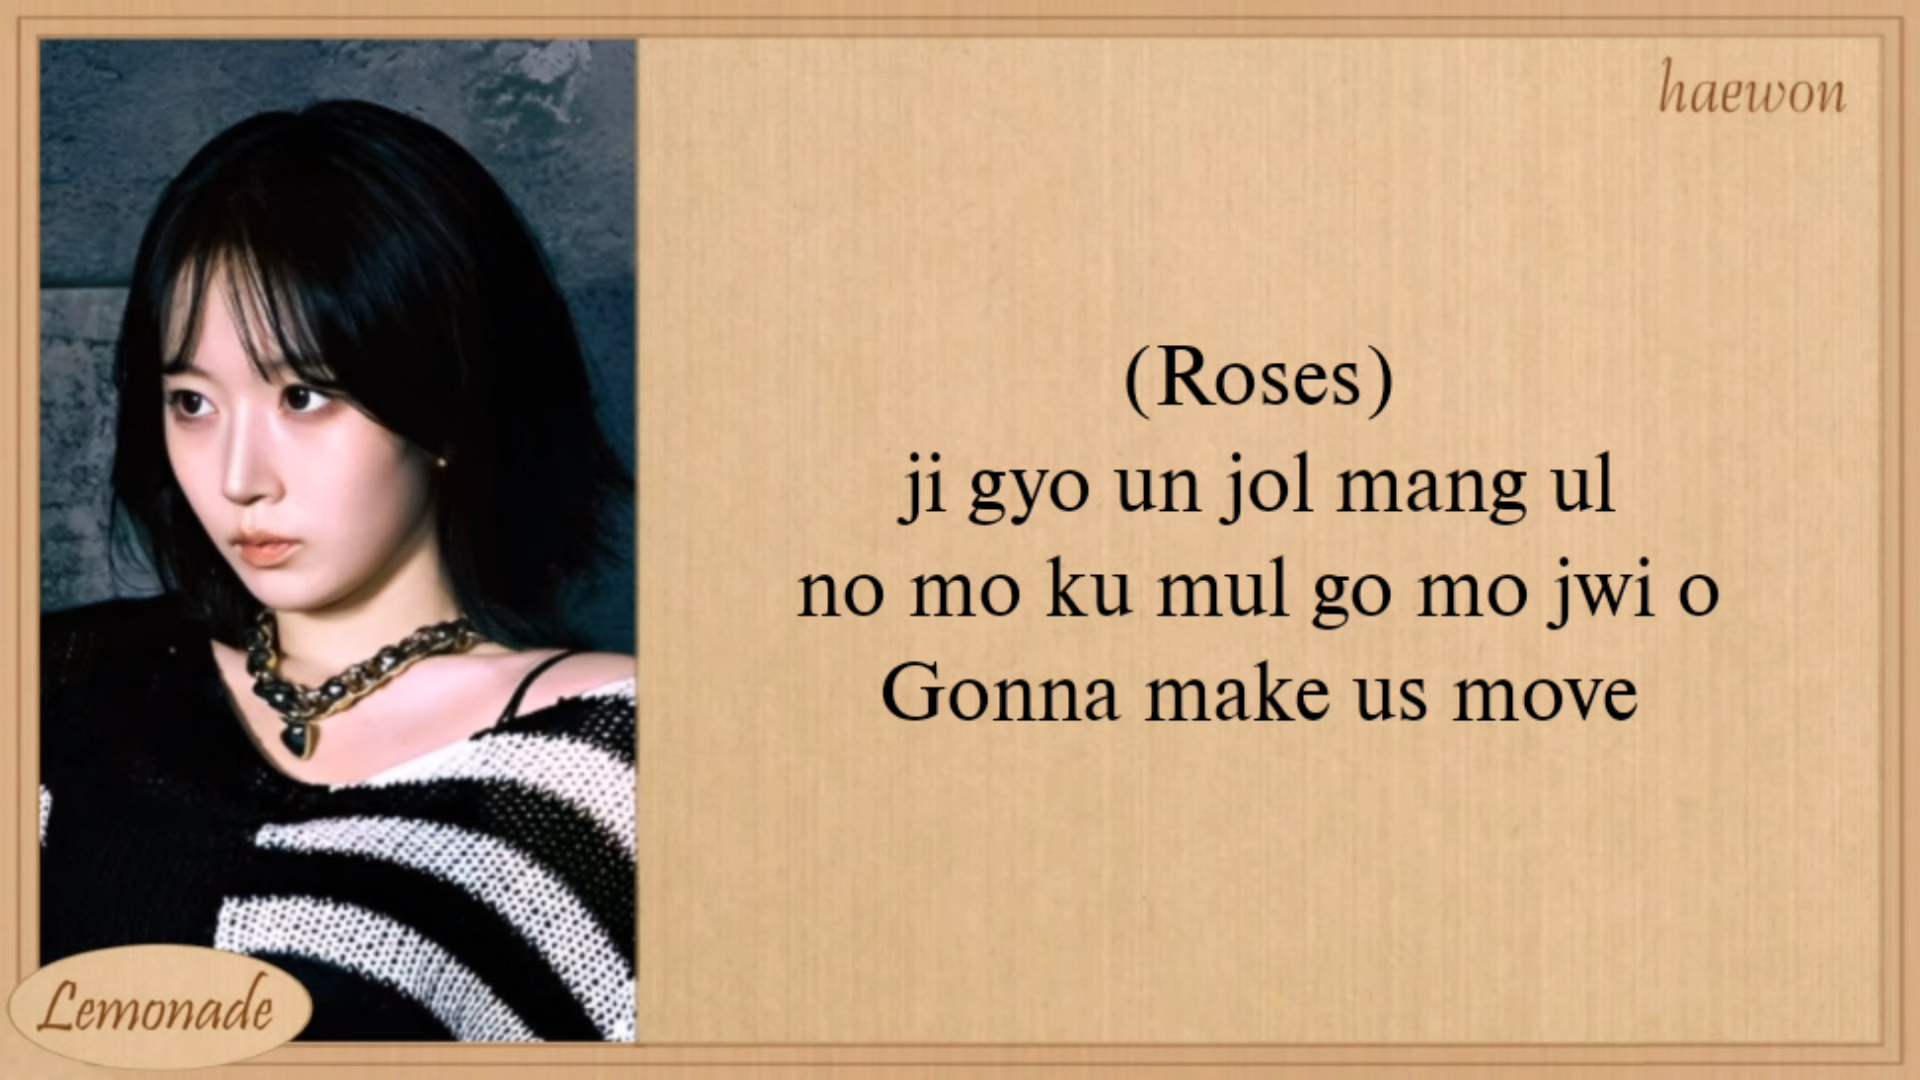 haewon
(Roses)
ji gyo un jol mang ul
no mo ku mul go mo jwi o
Gonna make us move
Lemonade